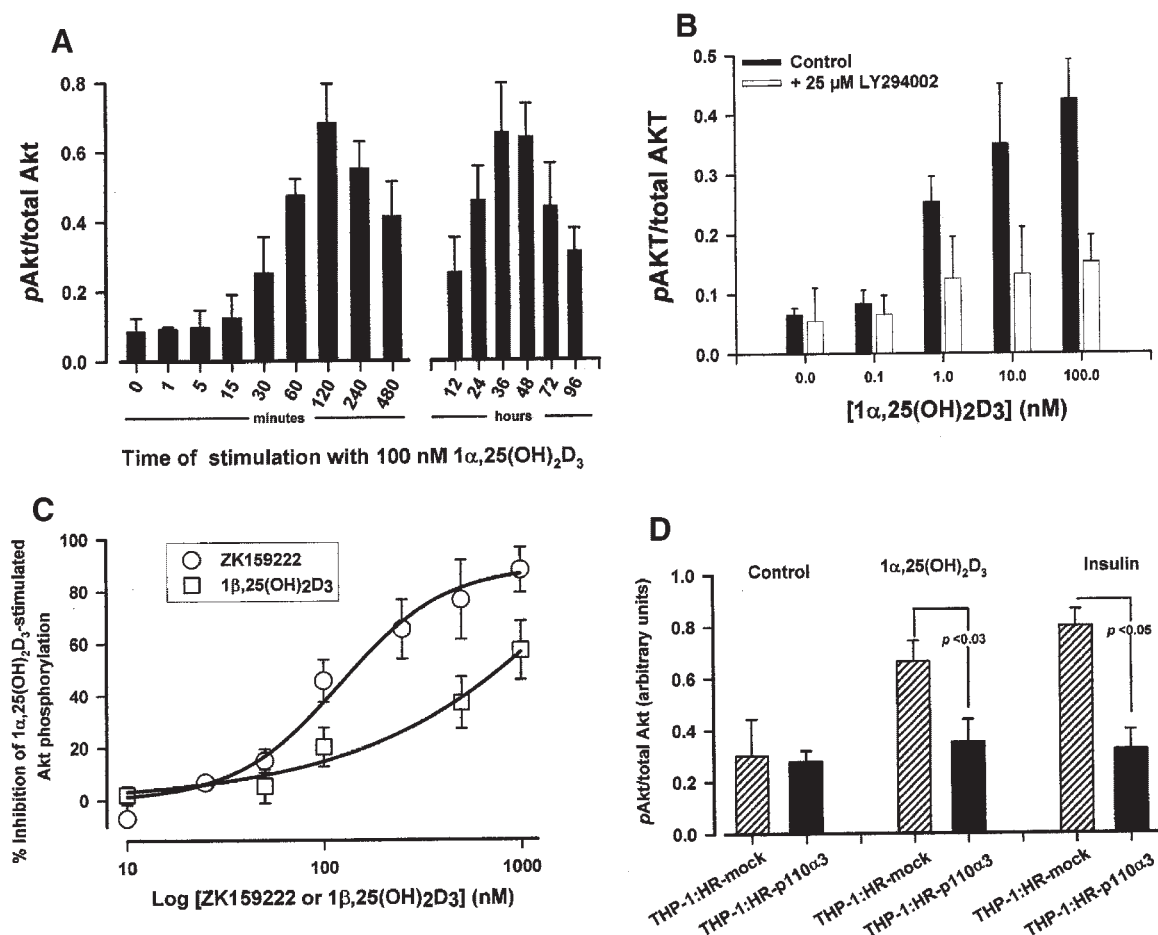 A
0.8
0.6
0.4
0.2
0.0
pAkt/total Akt
0 1 5 15 30 60 120 240 480
12 24 36 48 72 96
minutes
hours
Time of stimulation with 100 nM 1α,25(OH)2D3
B
0.5
0.4
0.3
0.2
0.1
0.0
pAKT/total AKT
Control
+ 25 µM LY294002
0.0 0.1 1.0 10.0 100.0
[1α,25(OH)2D3] (nM)
C
100
80
60
40
20
0
% Inhibition of 1α,25(OH)2D3-stimulated
Akt phosphorylation
ZK159222
1β,25(OH)2D3
10 100 1000
Log [ZK159222 or 1β,25(OH)2D3] (nM)
D
1.0
0.8
0.6
0.4
0.2
0.0
pAkt/total Akt (arbitrary units)
Control
1α,25(OH)2D3
Insulin
p <0.03
p <0.05
THP-1:HR-mock
THP-1:HR-p110α3
THP-1:HR-mock
THP-1:HR-p110α3
THP-1:HR-mock
THP-1:HR-p110α3